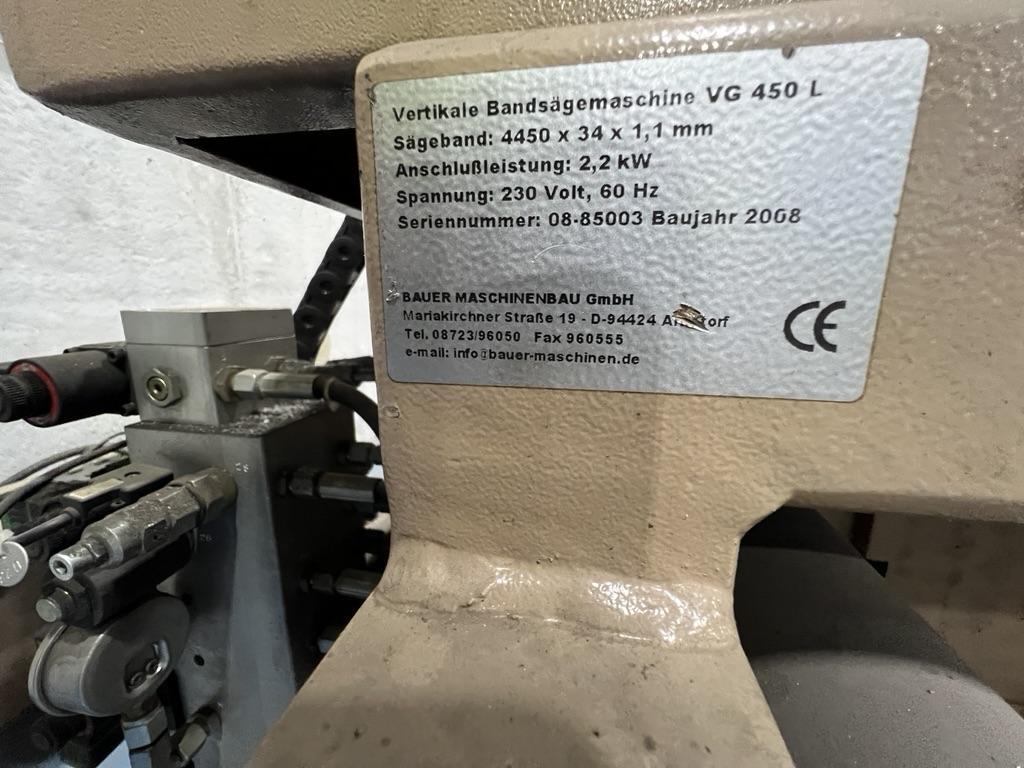 Vertikale Bandsägemaschine VG 450 L
Sägeband: 4450 x 34 x 1,1 mm
Anschlußleistung: 2,2 kW
Spannung: 230 Volt, 60 Hz
Seriennummer: 08-85003 Baujahr 2008
BAUER MASCHINENBAU GmbH
Mariakirchner Straße 19 - D-94424
Tel. 08723/96050 Fax 960555
e-mail: info@bauer-maschinen.de
CE